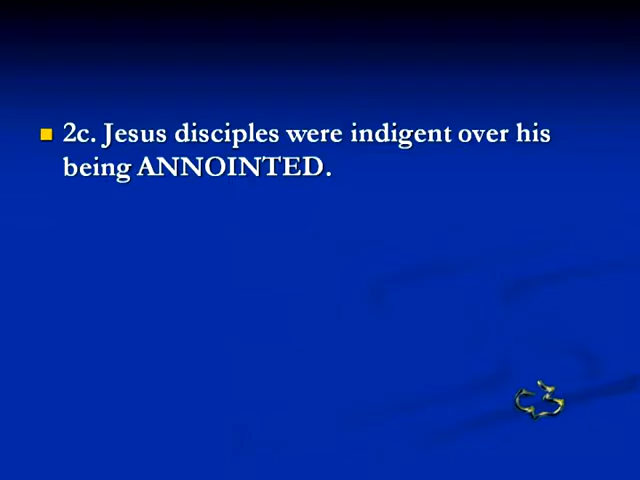 2c. Jesus disciples were indigent over his
being ANNOINTED.